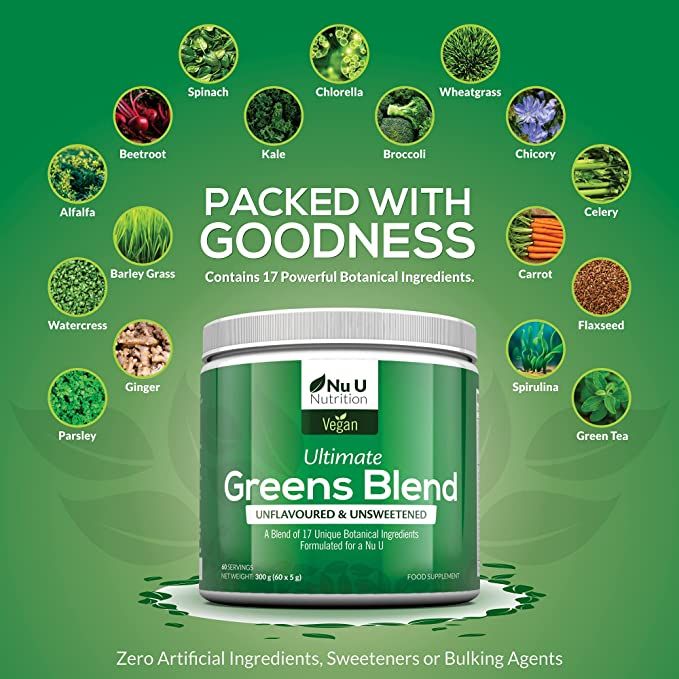 Spinach
Chlorella
Wheatgrass
Beetroot
Kale
Broccoli
Chicory
Alfalfa
Celery
PACKED WITH
GOODNESS
Contains 17 Powerful Botanical Ingredients.
Barley Grass
Carrot
Watercress
Flaxseed
Ginger
Spirulina
Parsley
Green Tea
Nu U
Nutrition
Vegan
Ultimate
Greens Blend
UNFLAVOURED & UNSWEETENED
A Blend of 17 Unique Botanical Ingredients
Formulated for a Nu U
60 SERVINGS
NET WEIGHT: 300 g (60 x 5 g)
FOOD SUPPLEMENT
Zero Artificial Ingredients, Sweeteners or Bulking Agents